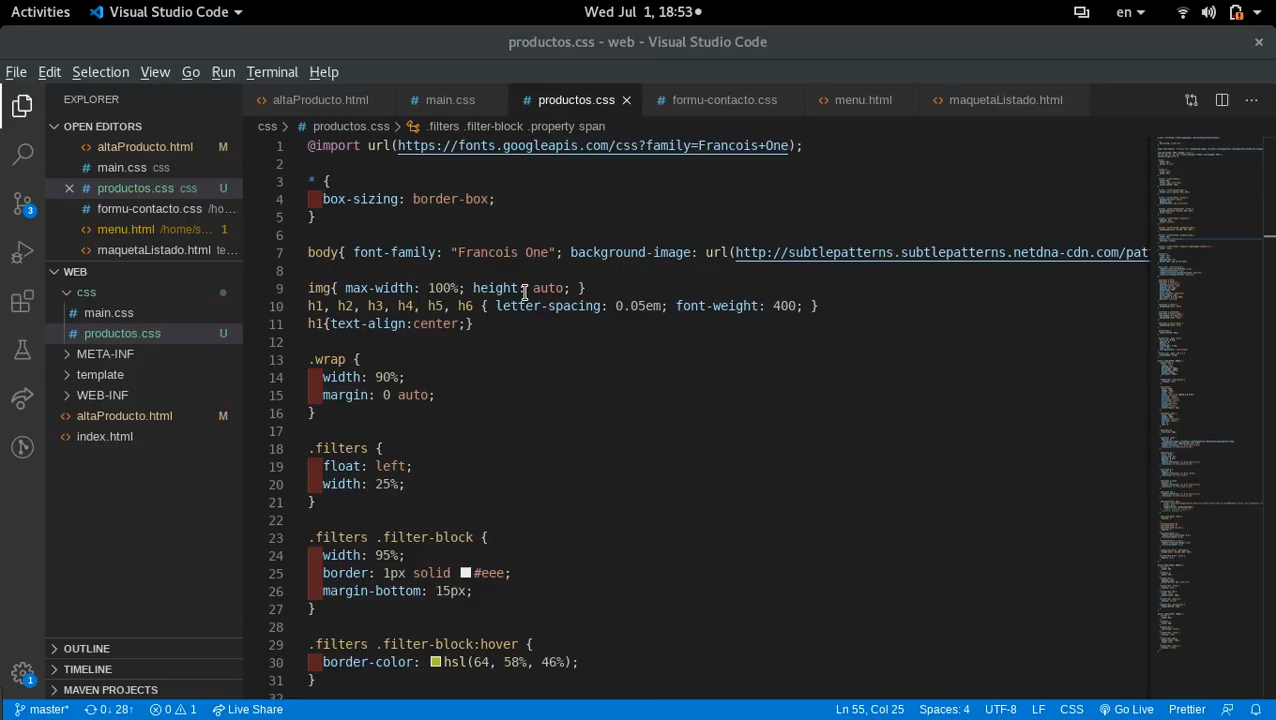 Activities
Visual Studio Code
Wed Jul 1, 18:53
en
productos.css - web - Visual Studio Code
File Edit Selection View Go Run Terminal Help
EXPLORER
altaProducto.html
# main.css
# productos.css
# formu-contacto.css
menu.html
maquetaListado.html
css > # productos.css > .filters .filter-block .property span
OPEN EDITORS
altaProducto.html M
# main.css css
# productos.css css U
# formu-contacto.css /ho...
menu.html /home/s... 1
maquetaListado.html te...
WEB
css
# main.css
# productos.css U
META-INF
template
WEB-INF
altaProducto.html M
index.html
OUTLINE
TIMELINE
MAVEN PROJECTS
3
1
1 @import url(https://fonts.googleapis.com/css?family=Francois+One);
2
3 * {
4 box-sizing: border-box;
5 }
6
7 body{ font-family: "Francois One"; background-image: url(http://subtlepatterns.subtlepatterns.netdna-cdn.com/pat
8
9 img{ max-width: 100%; height: auto; }
10 h1, h2, h3, h4, h5, h6 { letter-spacing: 0.05em; font-weight: 400; }
11 h1{text-align:center;}
12
13 .wrap {
14 width: 90%;
15 margin: 0 auto;
16 }
17
18 .filters {
19 float: left;
20 width: 25%;
21 }
22
23 .filters .filter-block {
24 width: 95%;
25 border: 1px solid #eee;
26 margin-bottom: 15px;
27 }
28
29 .filters .filter-block:hover {
30 border-color: hsl(64, 58%, 46%);
31 }
32
master* 0↓ 28↑ 0 1 Live Share
Ln 55, Col 25 Spaces: 4 UTF-8 LF CSS Go Live Prettier